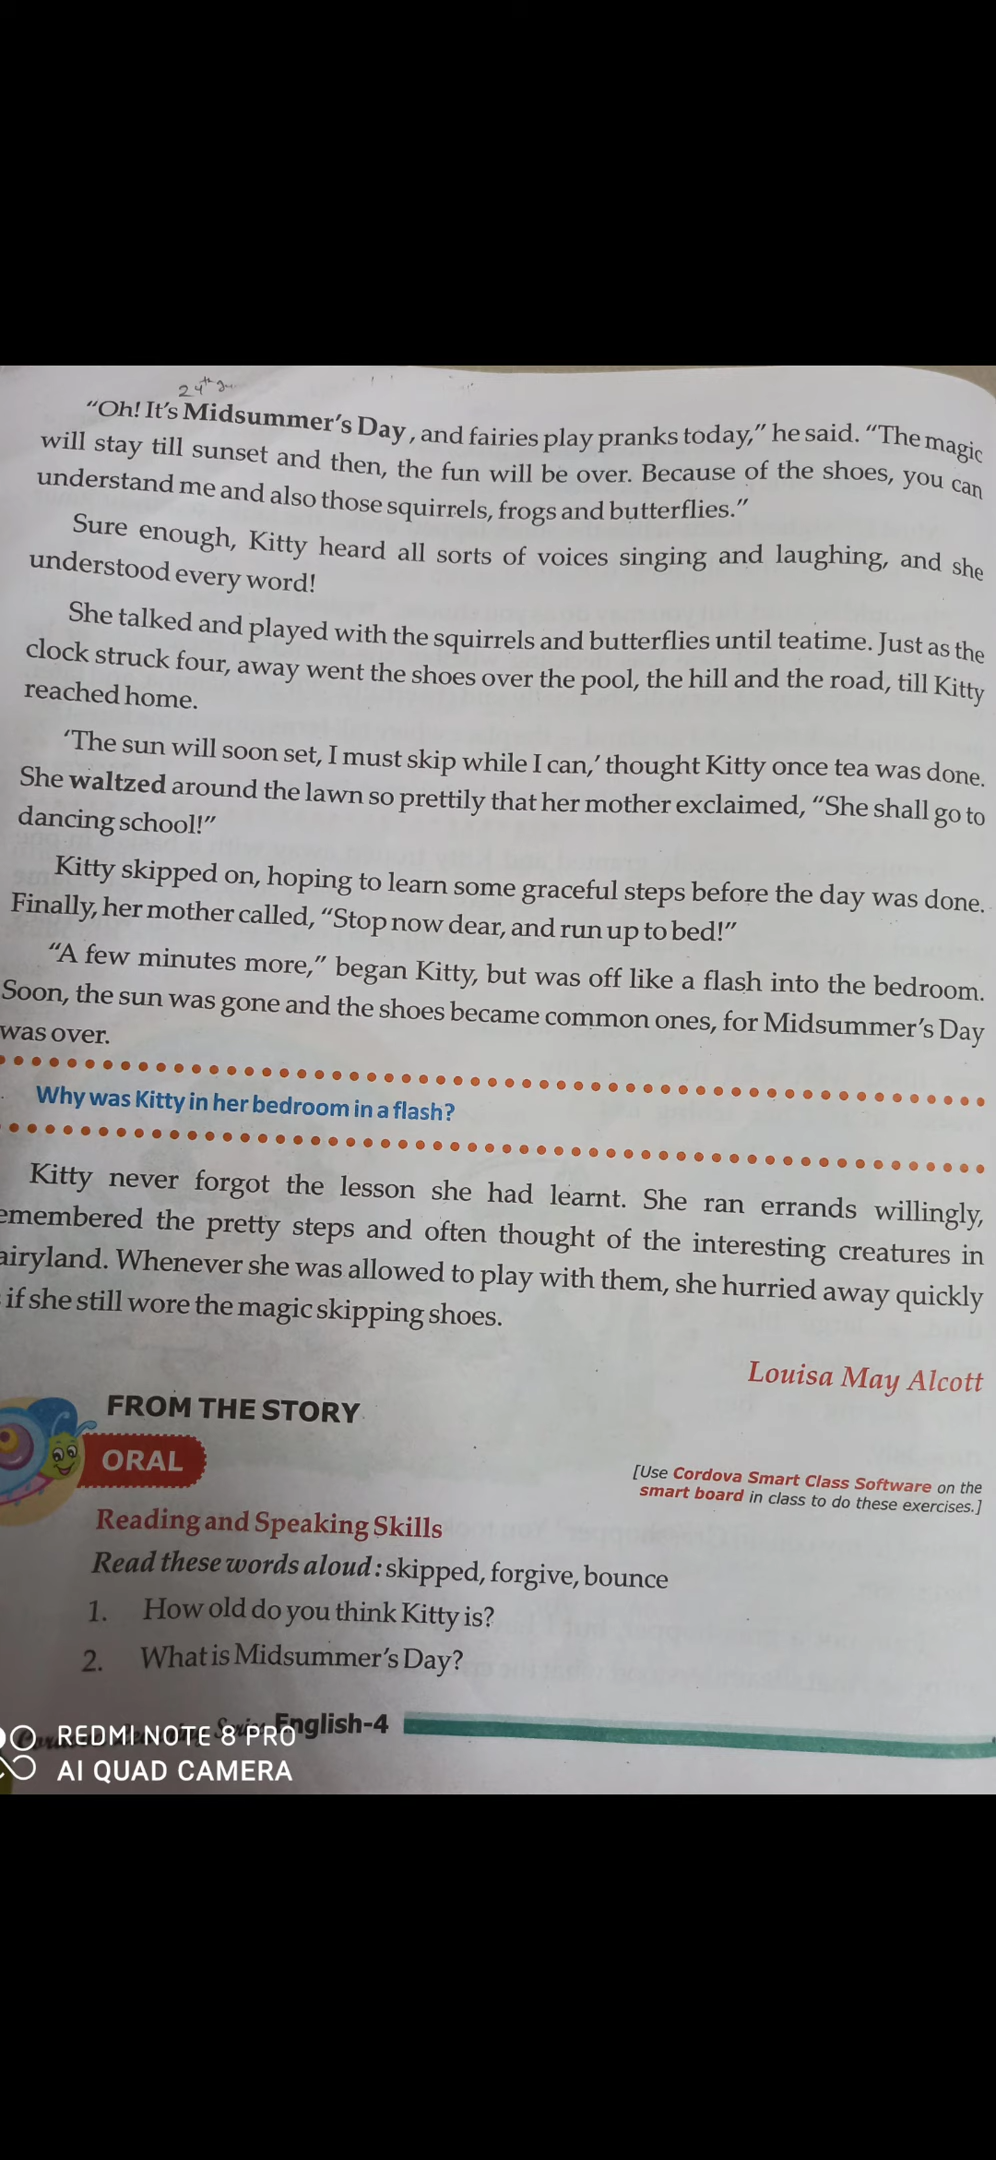 24th
“Oh! It’s Midsummer’s Day, and fairies play pranks today,” he said. “The magic
will stay till sunset and then, the fun will be over. Because of the shoes, you can
understand me and also those squirrels, frogs and butterflies.”
Sure enough, Kitty heard all sorts of voices singing and laughing, and she
understood every word!
She talked and played with the squirrels and butterflies until teatime. Just as the
clock struck four, away went the shoes over the pool, the hill and the road, till Kitty
reached home.
‘The sun will soon set, I must skip while I can,’ thought Kitty once tea was done.
She waltzed around the lawn so prettily that her mother exclaimed, “She shall go to
dancing school!”
Kitty skipped on, hoping to learn some graceful steps before the day was done.
Finally, her mother called, “Stop now dear, and run up to bed!”
“A few minutes more,” began Kitty, but was off like a flash into the bedroom.
Soon, the sun was gone and the shoes became common ones, for Midsummer’s Day
was over.
Why was Kitty in her bedroom in a flash?
Kitty never forgot the lesson she had learnt. She ran errands willingly,
emembered the pretty steps and often thought of the interesting creatures in
airyland. Whenever she was allowed to play with them, she hurried away quickly
if she still wore the magic skipping shoes.
Louisa May Alcott
FROM THE STORY
ORAL
[Use Cordova Smart Class Software on the
smart board in class to do these exercises.]
Reading and Speaking Skills
Read these words aloud : skipped, forgive, bounce
1. How old do you think Kitty is?
2. What is Midsummer’s Day?
English-4
REDMI NOTE 8 PRO
AI QUAD CAMERA